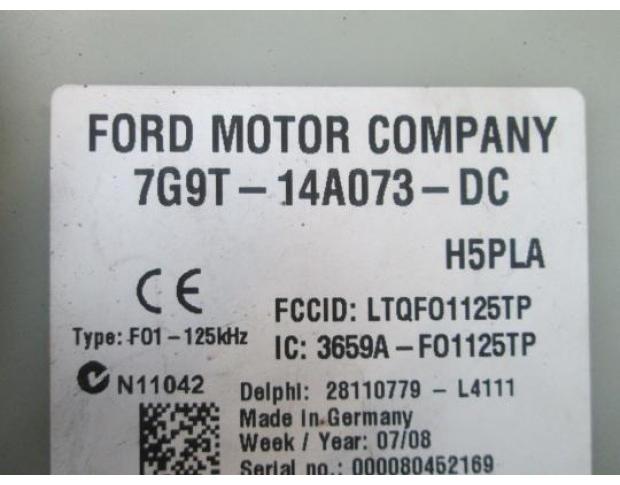 FORD MOTOR COMPANY
7G9T – 14A073 – DC
H5PLA
CE
FCCID: LTQFO1125TP
Type: F01 – 125kHz
IC: 3659A – FO1125TP
N11042
Delphi: 28110779 – L4111
Made in Germany
Week / Year: 07/08
Serial no.: 000080452169